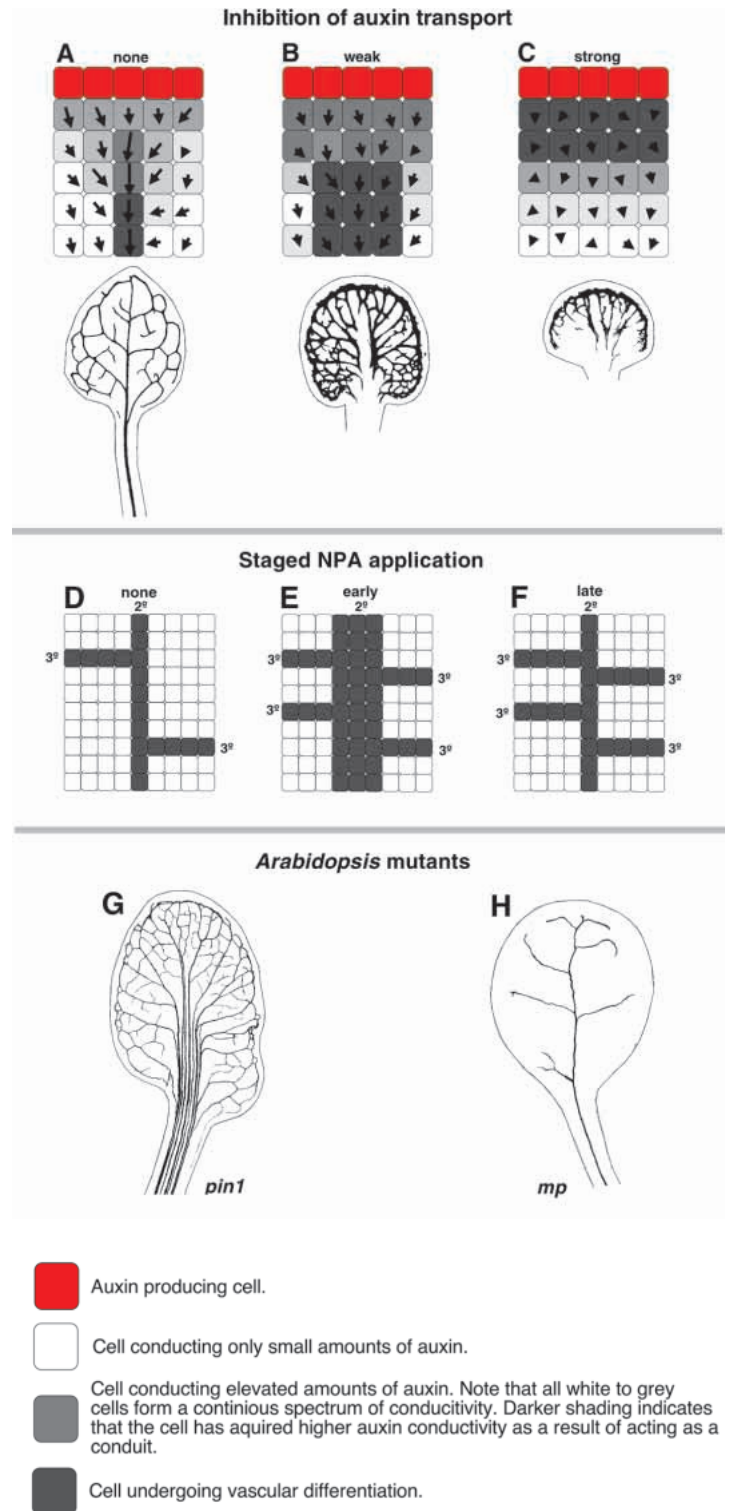 Inhibition of auxin transport
A none
B weak
C strong
Staged NPA application
D none
2º
3º
3º
E early
2º
3º
3º
3º
3º
F late
2º
3º
3º
3º
3º
Arabidopsis mutants
G
H
pin1
mp
Auxin producing cell.
Cell conducting only small amounts of auxin.
Cell conducting elevated amounts of auxin. Note that all white to grey
cells form a continious spectrum of conducitivity. Darker shading indicates
that the cell has aquired higher auxin conductivity as a result of acting as a
conduit.
Cell undergoing vascular differentiation.